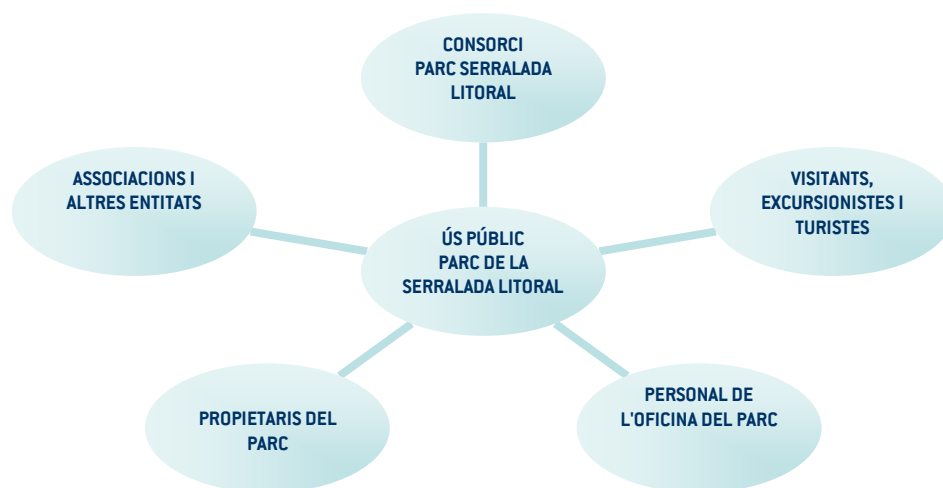 CONSORCI
PARC SERRALADA
LITORAL
ASSOCIACIONS I
ALTRES ENTITATS
VISITANTS,
EXCURSIONISTES I
TURISTES
ÚS PÚBLIC
PARC DE LA
SERRALADA LITORAL
PROPIETARIS DEL
PARC
PERSONAL DE
L'OFICINA DEL PARC